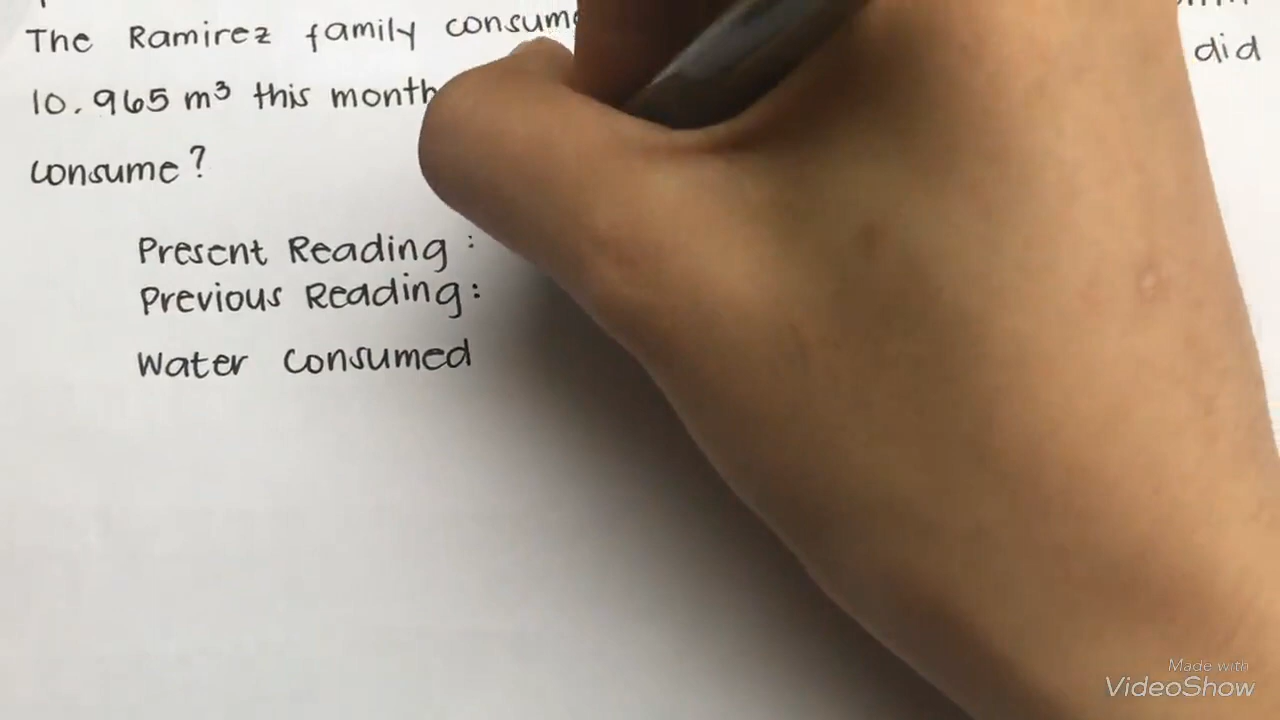 The Ramirez family
did
10.965 m³ this month
consume?
Present Reading :
Previous Reading:
Water Consumed
Made with
VideoShow